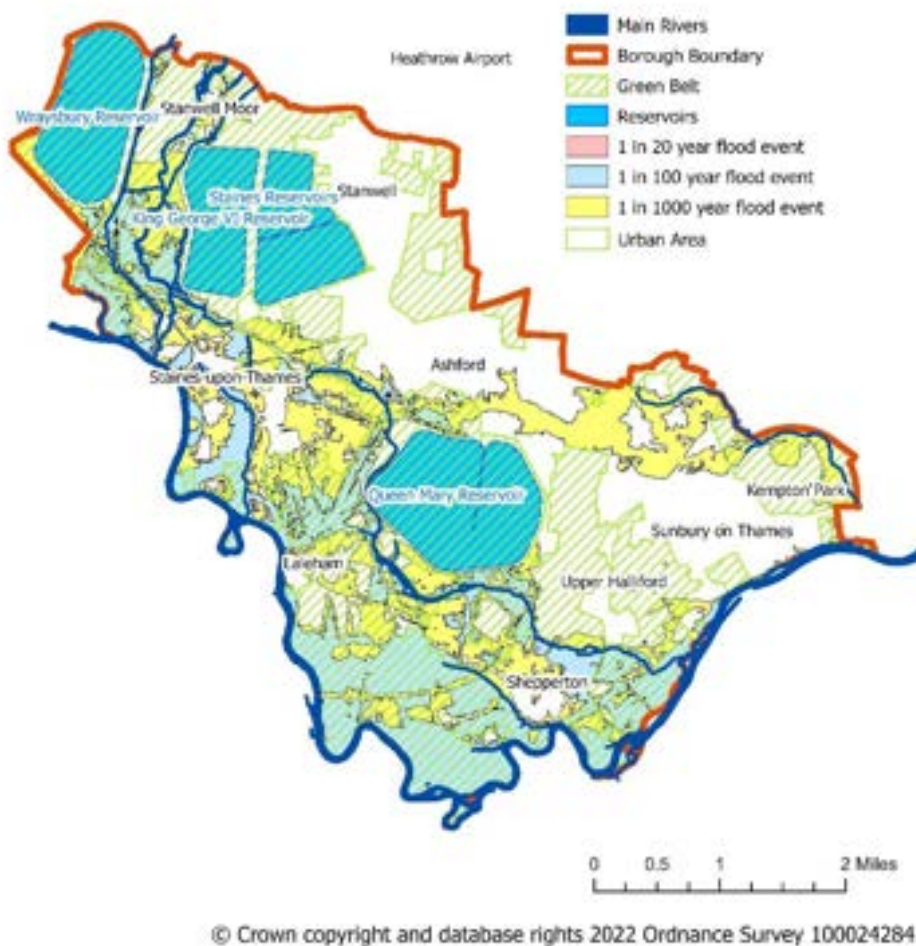 Main Rivers
Heathrow Airport
Borough Boundary
Green Belt
Wraysbury Reservoir
Stanwell Moor
Reservoirs
1 in 20 year flood event
1 in 100 year flood event
Staines Reservoirs
Stanwell
1 in 1000 year flood event
King George VI Reservoir
Urban Area
Ashford
Staines-upon-Thames
Queen Mary Reservoir
Kempton Park
Sunbury on Thames
Laleham
Upper Halliford
Shepperton
0 0.5 1 2 Miles
© Crown copyright and database rights 2022 Ordnance Survey 100024284